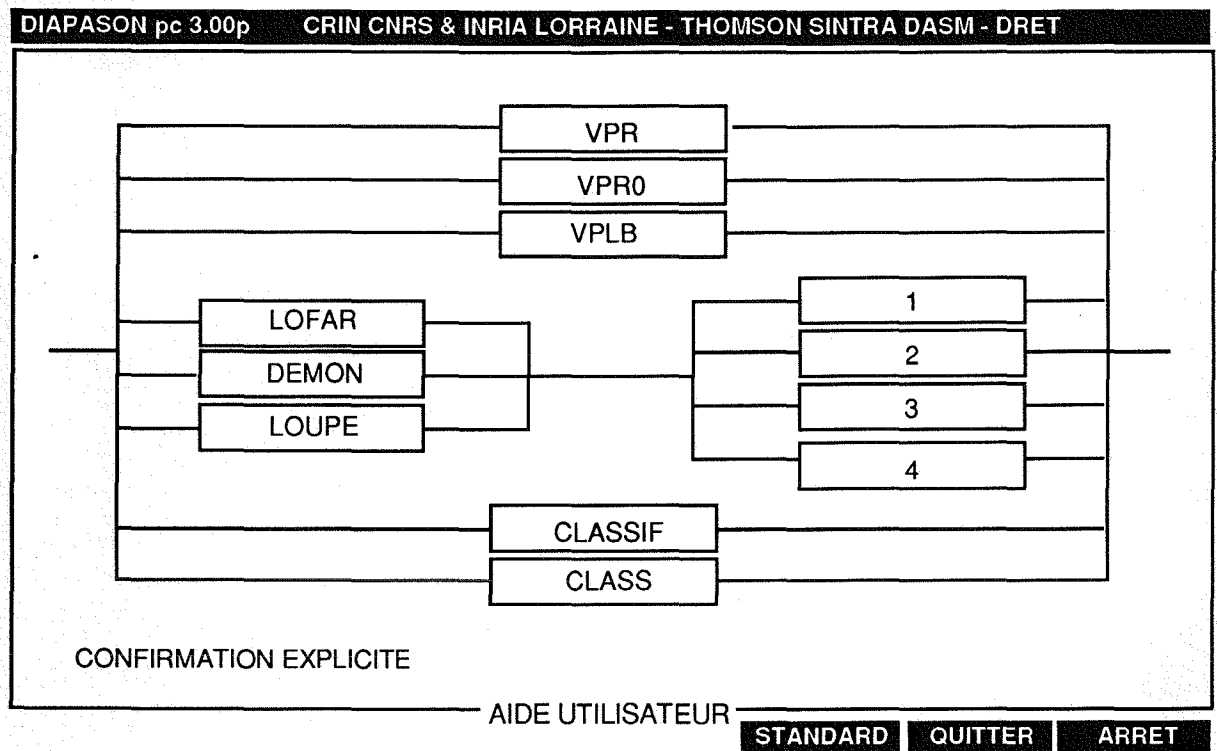 DIAPASON pc 3.00p CRIN CNRS & INRIA LORRAINE - THOMSON SINTRA DASM - DRET
VPR
VPR0
VPLB
LOFAR
DEMON
LOUPE
1
2
3
4
CLASSIF
CLASS
CONFIRMATION EXPLICITE
AIDE UTILISATEUR
STANDARD QUITTER ARRET